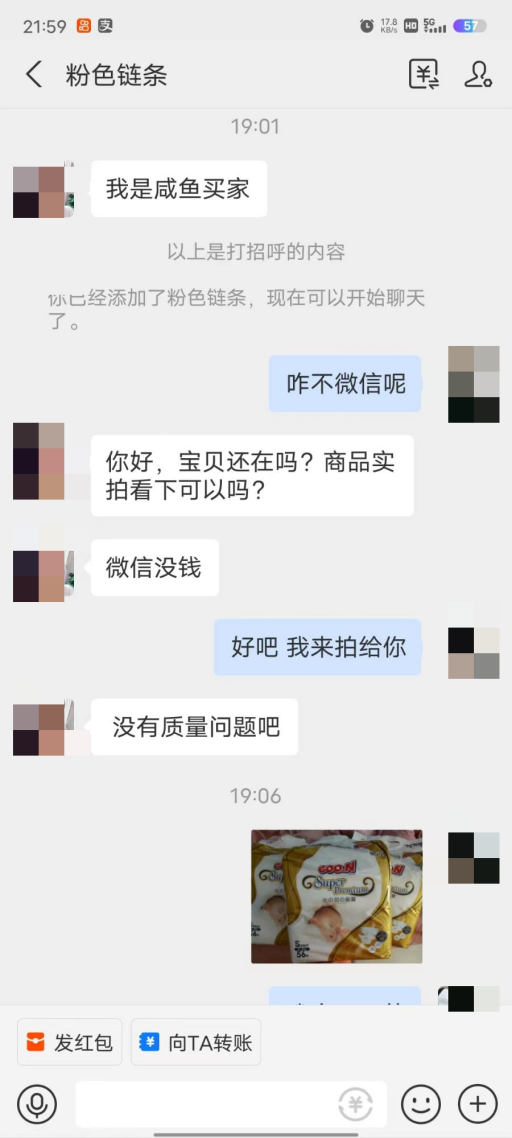 21:59
17.8
KB/s
HD
5G
57
粉色链条
19:01
我是咸鱼买家
以上是打招呼的内容
你已经添加了粉色链条，现在可以开始聊天
了。
咋不微信呢
你好，宝贝还在吗？商品实
拍看下可以吗？
微信没钱
好吧 我来拍给你
没有质量问题吧
19:06
GOO.N
Super
Premium
S
56
发红包
向TA转账